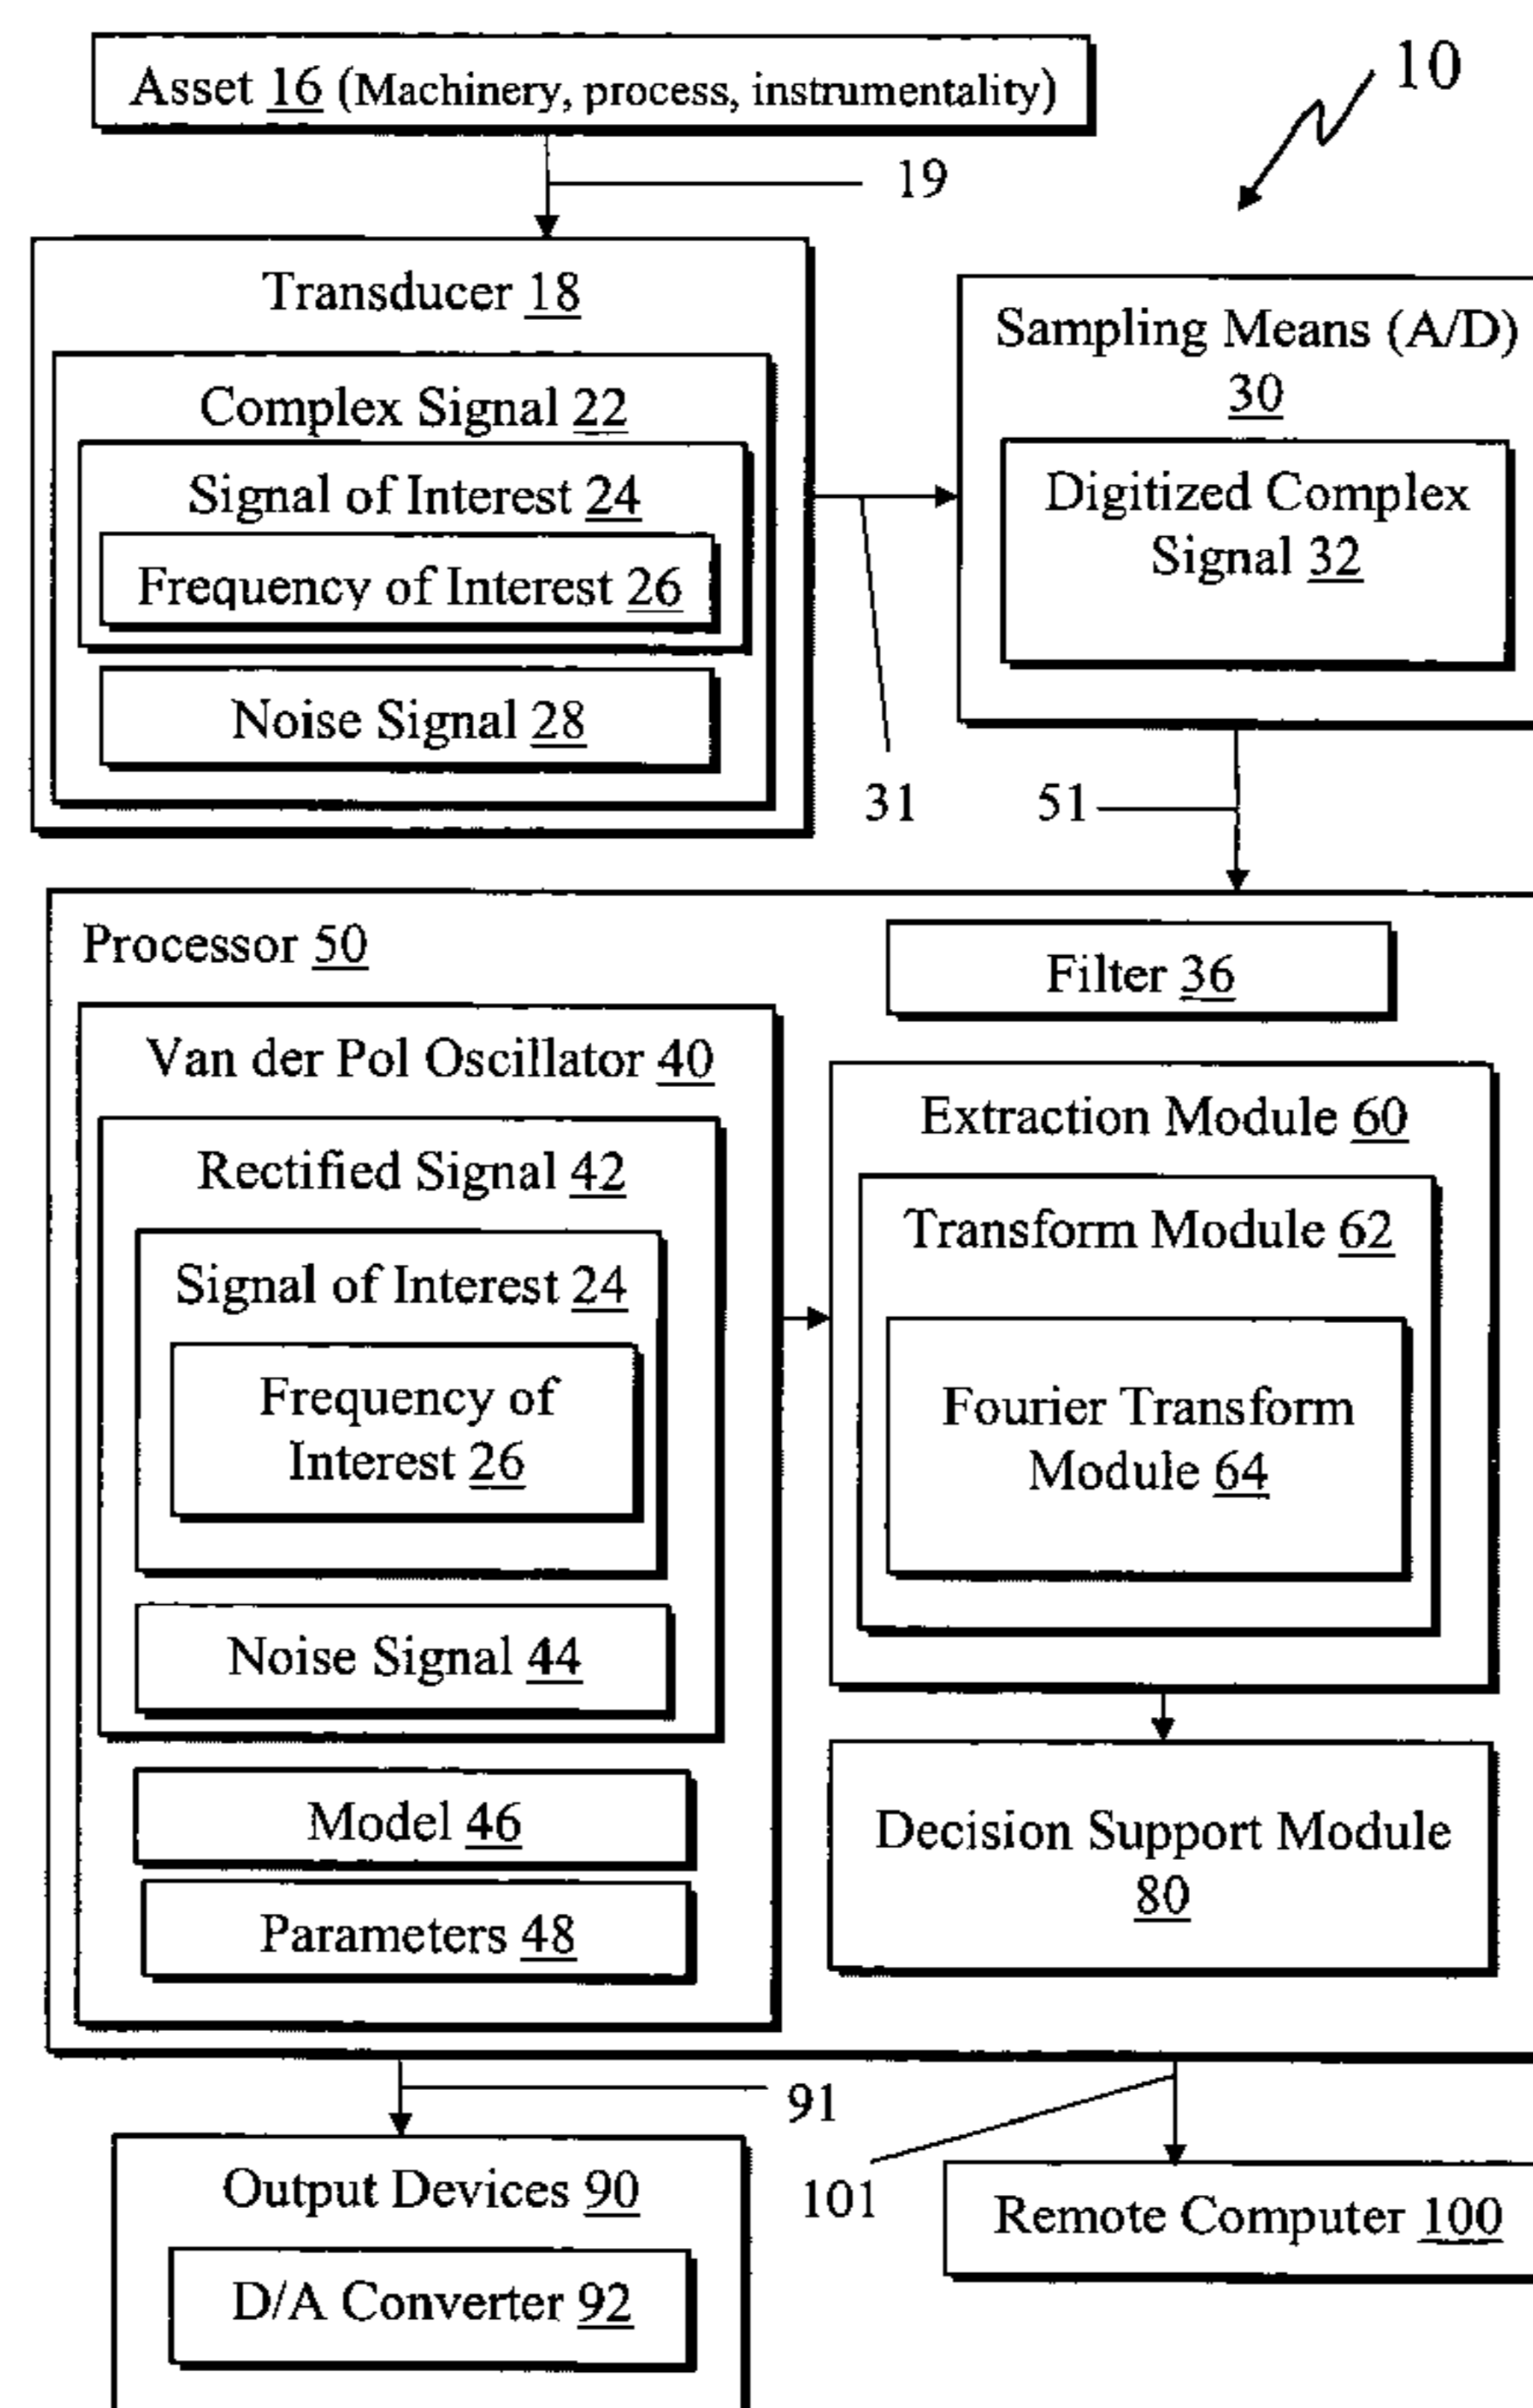 Asset 16 (Machinery, process, instrumentality)
10
19
Transducer 18
Complex Signal 22
Signal of Interest 24
Frequency of Interest 26
Noise Signal 28
Sampling Means (A/D)
30
Digitized Complex
Signal 32
31
51
Processor 50
Filter 36
Van der Pol Oscillator 40
Rectified Signal 42
Signal of Interest 24
Frequency of
Interest 26
Noise Signal 44
Model 46
Parameters 48
Extraction Module 60
Transform Module 62
Fourier Transform
Module 64
Decision Support Module
80
91
101
Output Devices 90
D/A Converter 92
Remote Computer 100